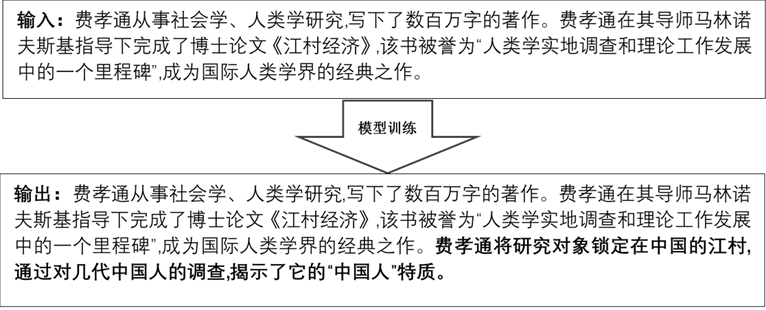 输入：费孝通从事社会学、人类学研究,写下了数百万字的著作。费孝通在其导师马林诺
夫斯基指导下完成了博士论文《江村经济》,该书被誉为“人类学实地调查和理论工作发展
中的一个里程碑”,成为国际人类学界的经典之作。
模型训练
输出：费孝通从事社会学、人类学研究,写下了数百万字的著作。费孝通在其导师马林诺
夫斯基指导下完成了博士论文《江村经济》,该书被誉为“人类学实地调查和理论工作发展
中的一个里程碑”,成为国际人类学界的经典之作。费孝通将研究对象锁定在中国的江村,
通过对几代中国人的调查,揭示了它的“中国人”特质。